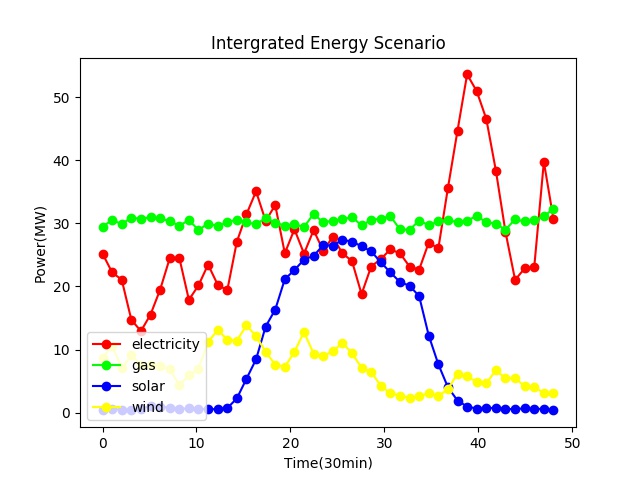 Intergrated Energy Scenario
Power(MW)
50
40
30
20
10
0
electricity
gas
solar
wind
0 10 20 30 40 50
Time(30min)